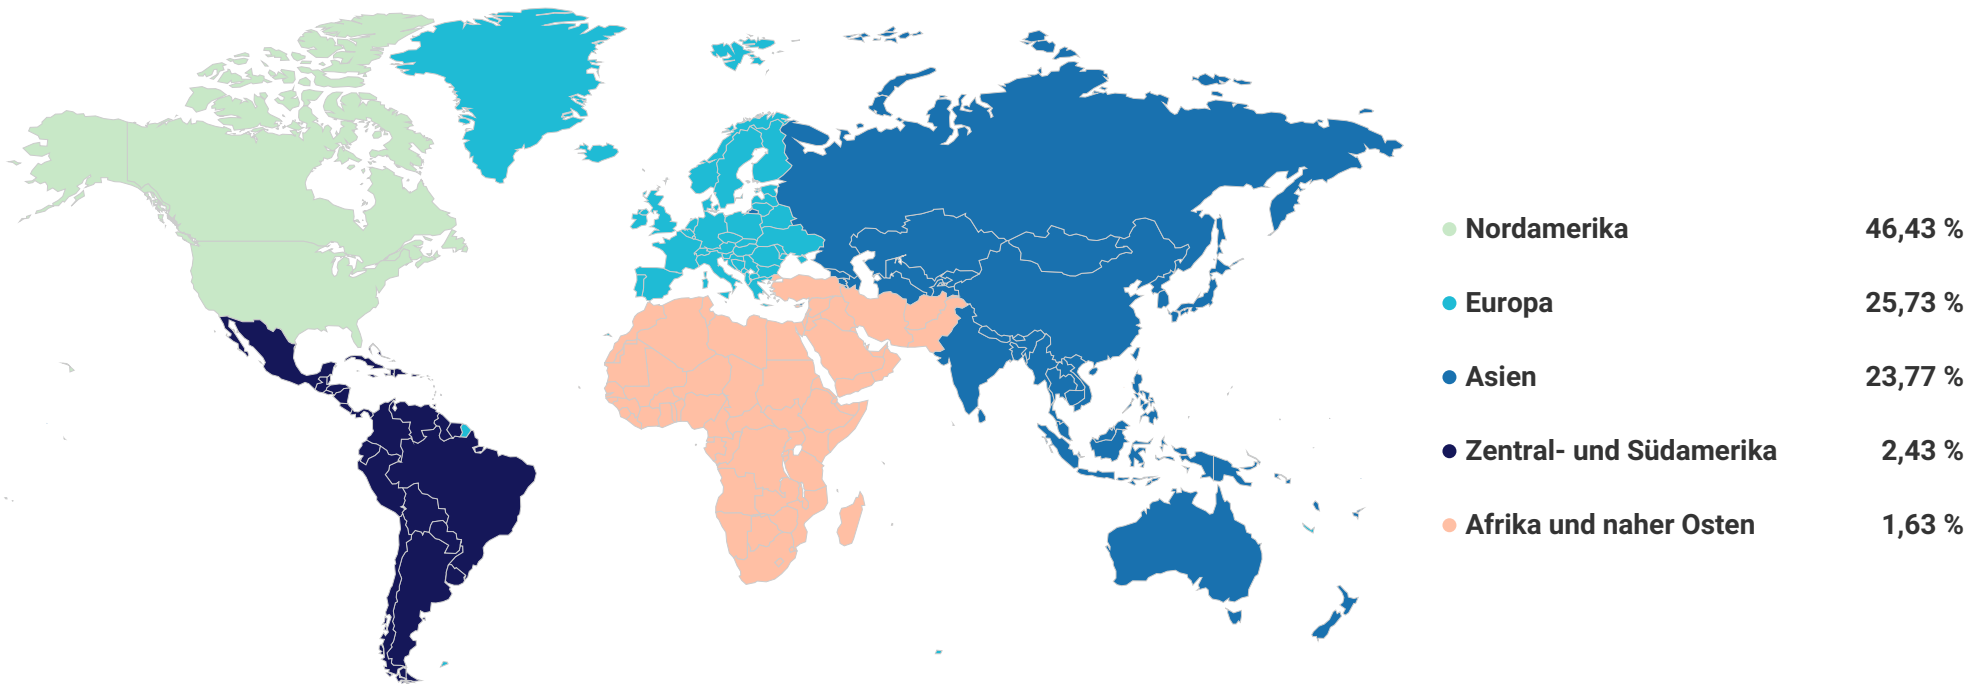 Nordamerika 46,43 %
Europa 25,73 %
Asien 23,77 %
Zentral- und Südamerika 2,43 %
Afrika und naher Osten 1,63 %